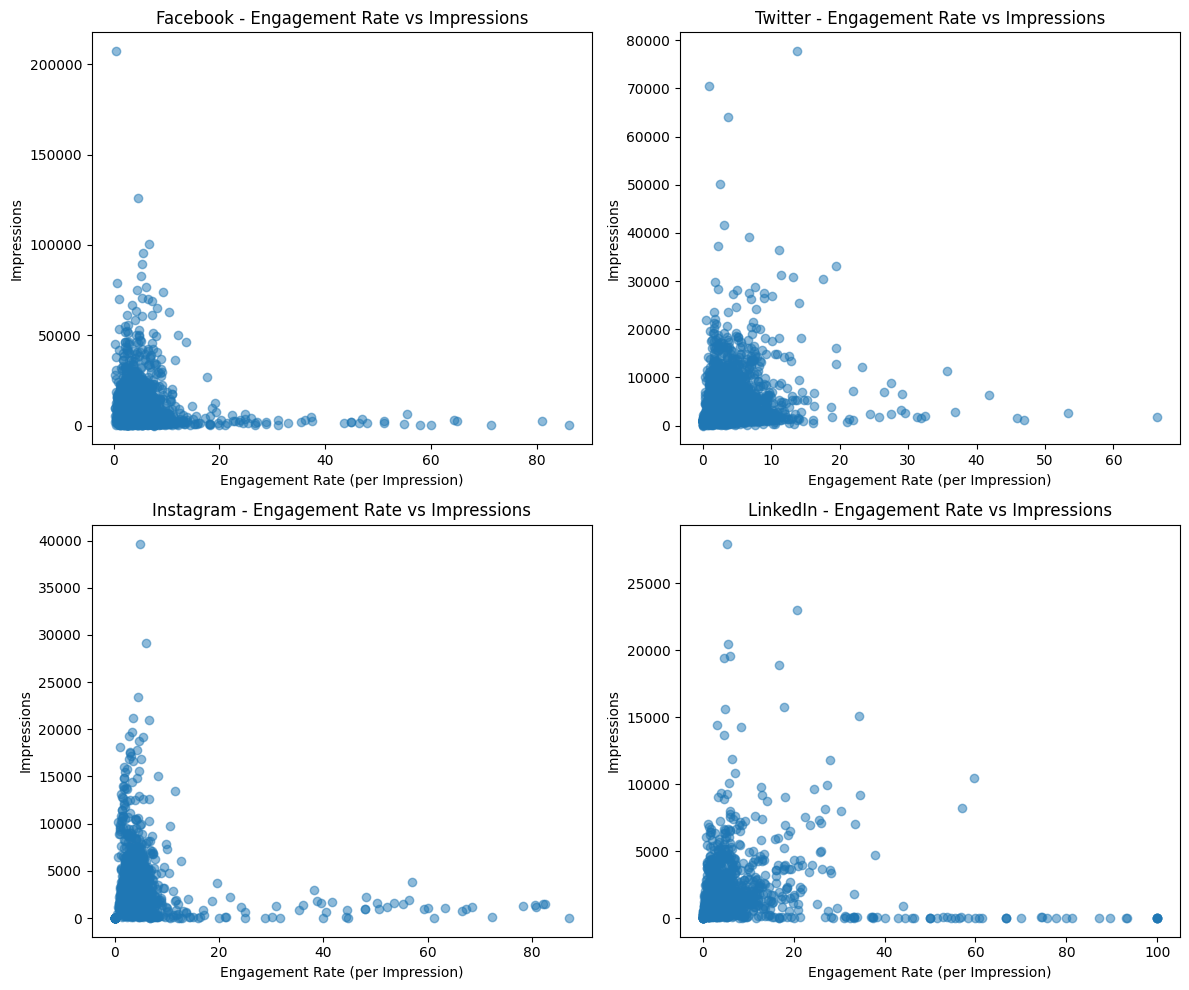 Facebook - Engagement Rate vs Impressions
200000
150000
100000
50000
0
Impressions
0 20 40 60 80
Engagement Rate (per Impression)
Twitter - Engagement Rate vs Impressions
80000
70000
60000
50000
40000
30000
20000
10000
0
Impressions
0 10 20 30 40 50 60
Engagement Rate (per Impression)
Instagram - Engagement Rate vs Impressions
40000
35000
30000
25000
20000
15000
10000
5000
0
Impressions
0 20 40 60 80
Engagement Rate (per Impression)
LinkedIn - Engagement Rate vs Impressions
25000
20000
15000
10000
5000
0
Impressions
0 20 40 60 80 100
Engagement Rate (per Impression)